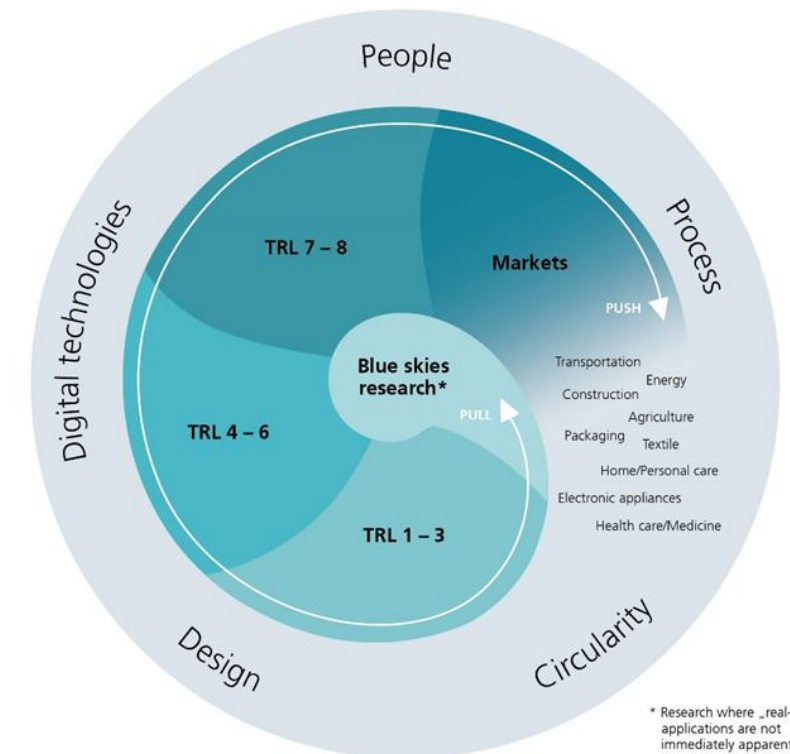 People
Process
Digital technologies
TRL 7 – 8
Markets
PUSH
Blue skies
research*
PULL
Transportation
Energy
Construction
Agriculture
Packaging
Textile
Home/Personal care
Electronic appliances
Health care/Medicine
TRL 4 – 6
TRL 1 – 3
Design
Circularity
* Research where „real-
applications are not
immediately apparent